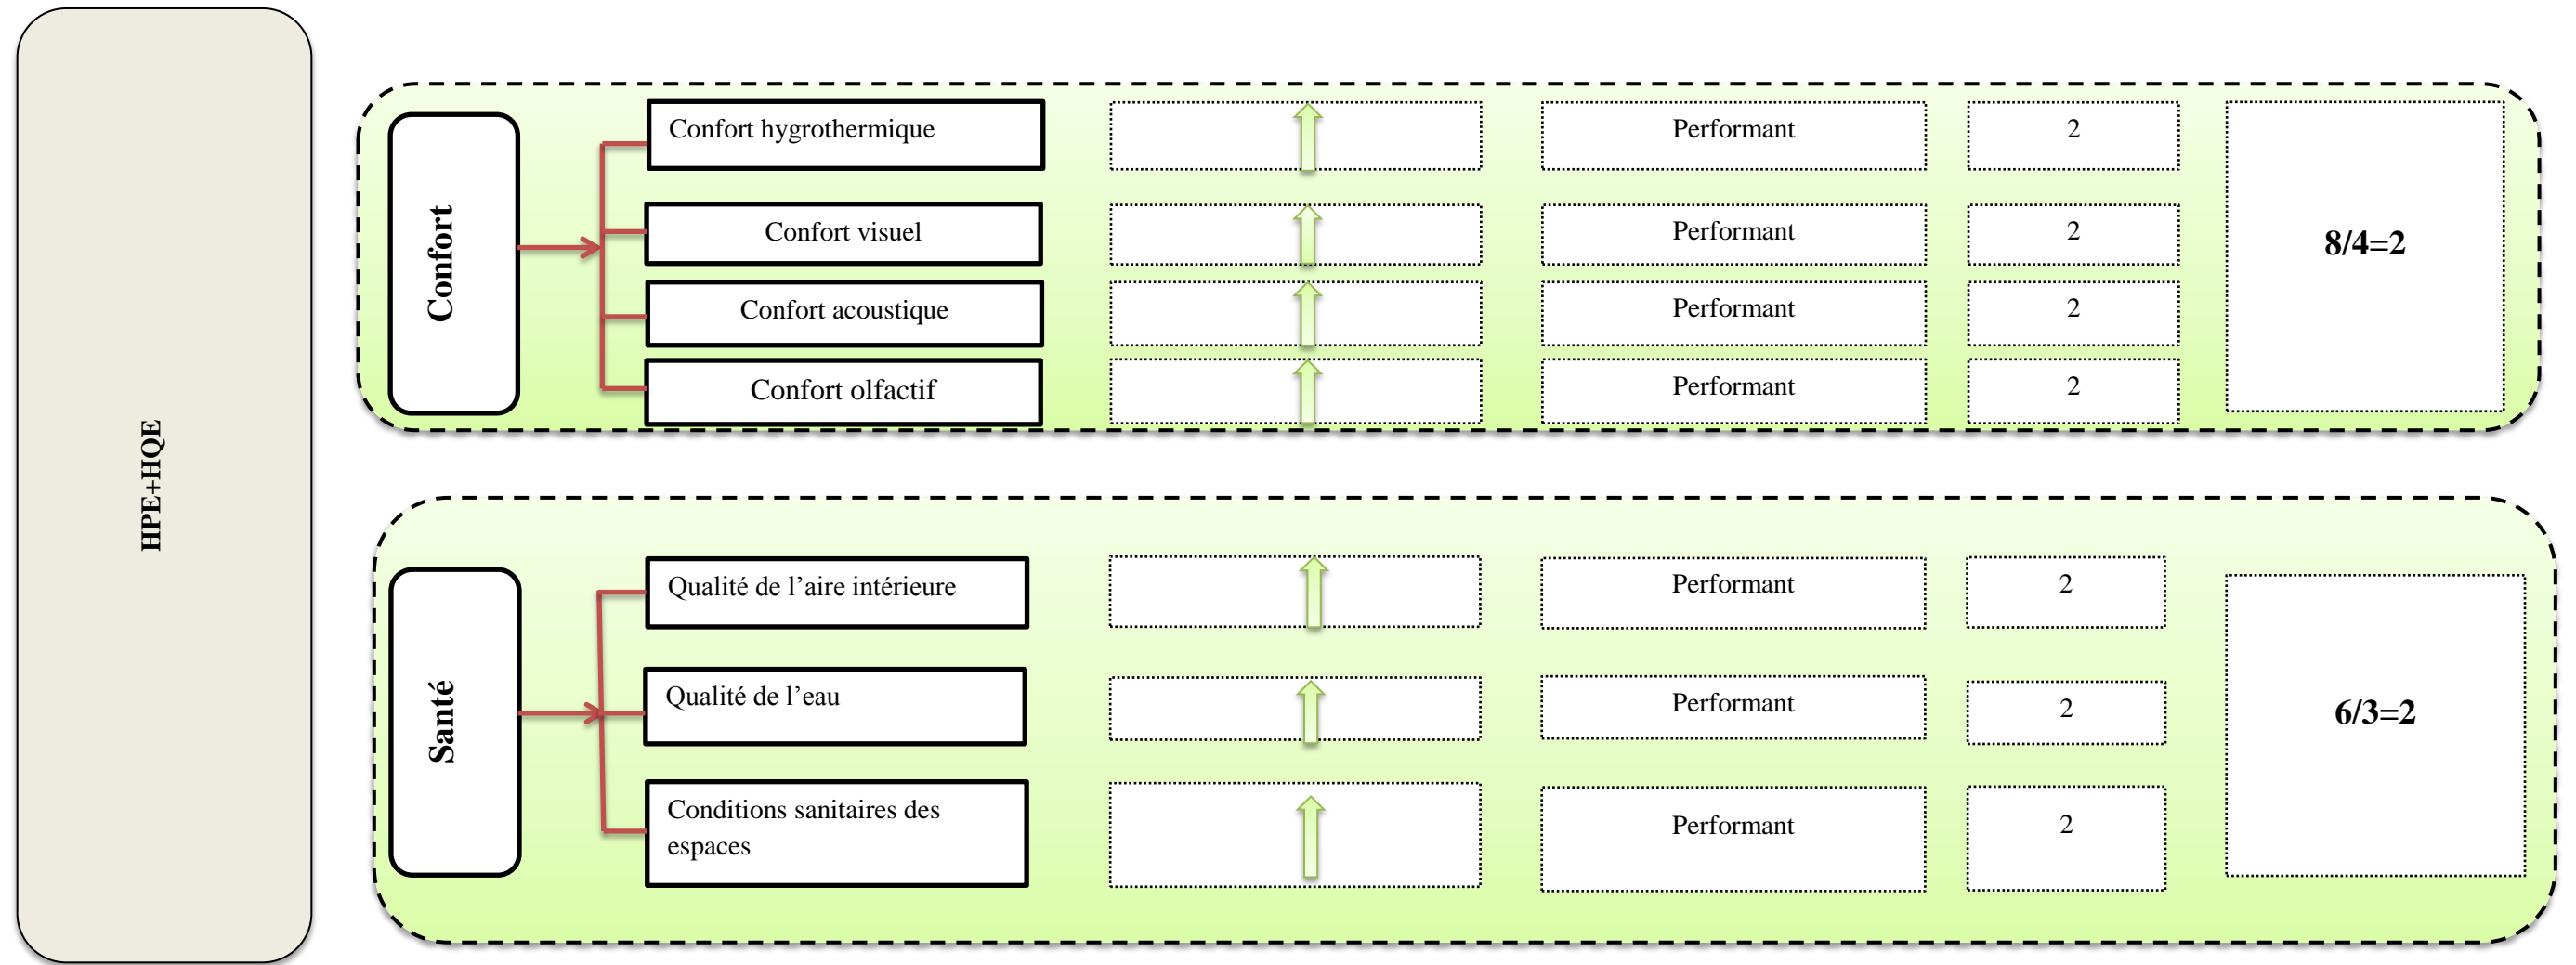 HPE+HQE
Confort
Confort hygrothermique
Performant
2
Confort visuel
Performant
2
Confort acoustique
Performant
2
Confort olfactif
Performant
2
8/4=2
Santé
Qualité de l’aire intérieure
Performant
2
Qualité de l’eau
Performant
2
Conditions sanitaires des
espaces
Performant
2
6/3=2